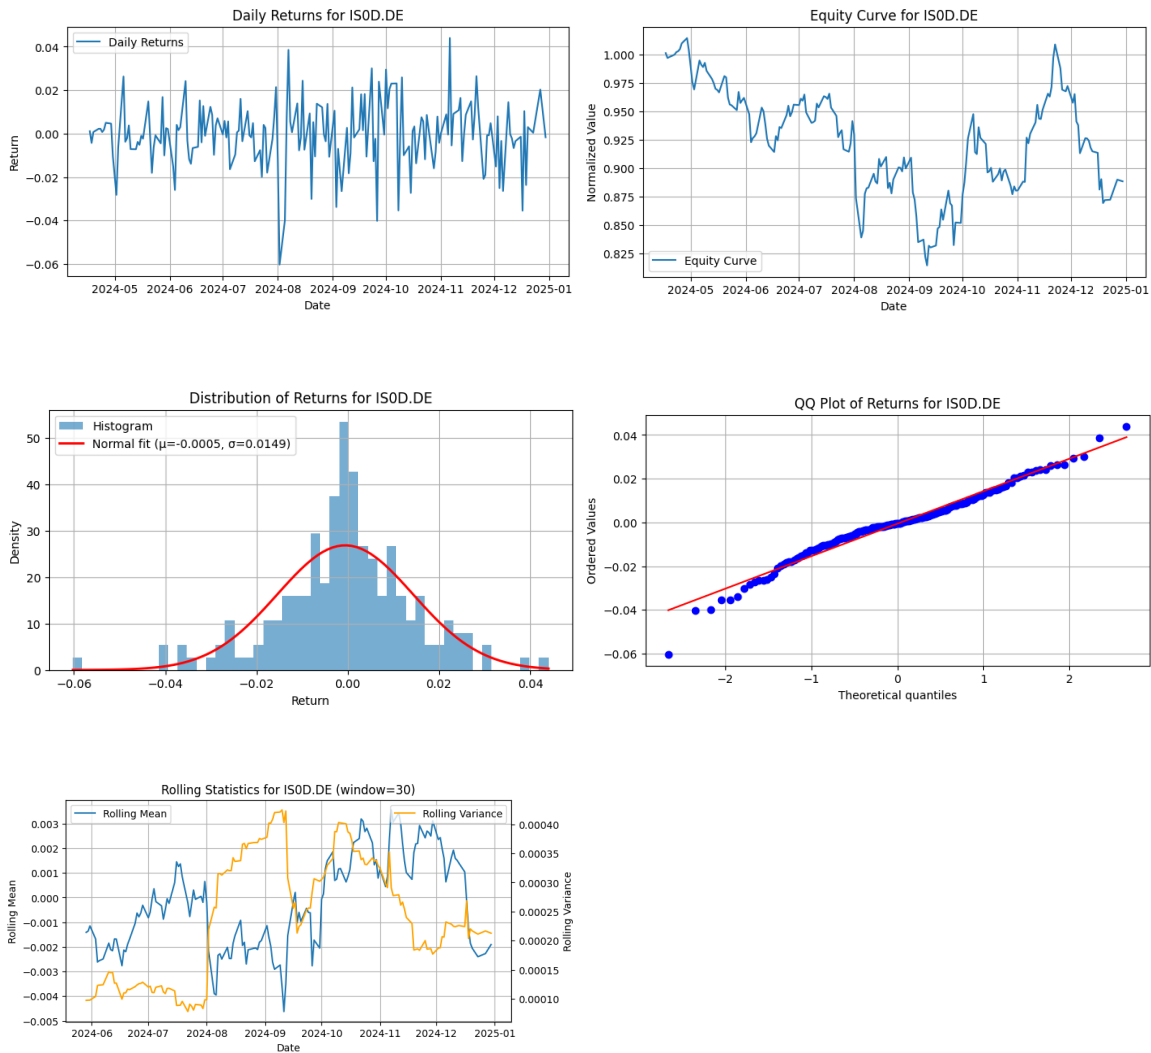 Daily Returns for IS0D.DE
Daily Returns
0.04
0.02
0.00
−0.02
−0.04
−0.06
Return
2024-05 2024-06 2024-07 2024-08 2024-09 2024-10 2024-11 2024-12 2025-01
Date
Equity Curve for IS0D.DE
1.000
0.975
0.950
0.925
0.900
0.875
0.850
0.825
Normalized Value
Equity Curve
2024-05 2024-06 2024-07 2024-08 2024-09 2024-10 2024-11 2024-12 2025-01
Date
Distribution of Returns for IS0D.DE
Histogram
Normal fit (μ=-0.0005, σ=0.0149)
50
40
30
20
10
0
Density
−0.06 −0.04 −0.02 0.00 0.02 0.04
Return
QQ Plot of Returns for IS0D.DE
0.04
0.02
0.00
−0.02
−0.04
−0.06
Ordered Values
−2 −1 0 1 2
Theoretical quantiles
Rolling Statistics for IS0D.DE (window=30)
Rolling Mean
Rolling Variance
0.003
0.002
0.001
0.000
−0.001
−0.002
−0.003
−0.004
−0.005
Rolling Mean
0.00040
0.00035
0.00030
0.00025
0.00020
0.00015
0.00010
Rolling Variance
2024-06 2024-07 2024-08 2024-09 2024-10 2024-11 2024-12 2025-01
Date